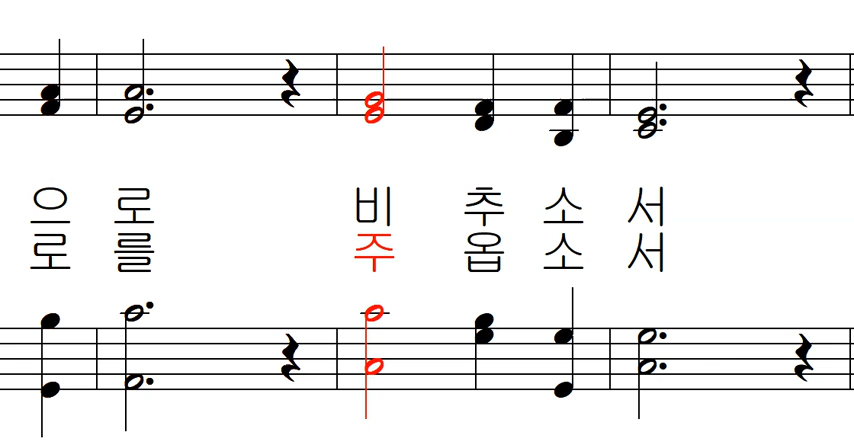 으 로 비 추 소 서
로 를 주 옵 소 서